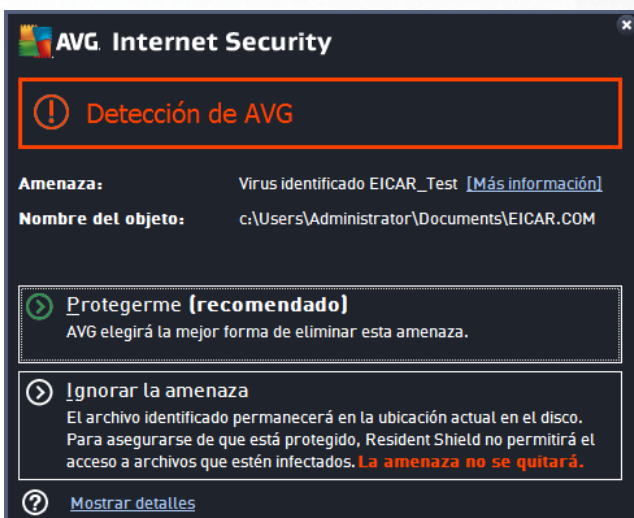 AVG Internet Security
Detección de AVG
Amenaza: Virus identificado EICAR_Test [Más información]
Nombre del objeto: c:\Users\Administrator\Documents\EICAR.COM
Protegerme (recomendado)
AVG elegirá la mejor forma de eliminar esta amenaza.
Ignorar la amenaza
El archivo identificado permanecerá en la ubicación actual en el disco.
Para asegurarse de que está protegido, Resident Shield no permitirá el
acceso a archivos que estén infectados. La amenaza no se quitará.
Mostrar detalles